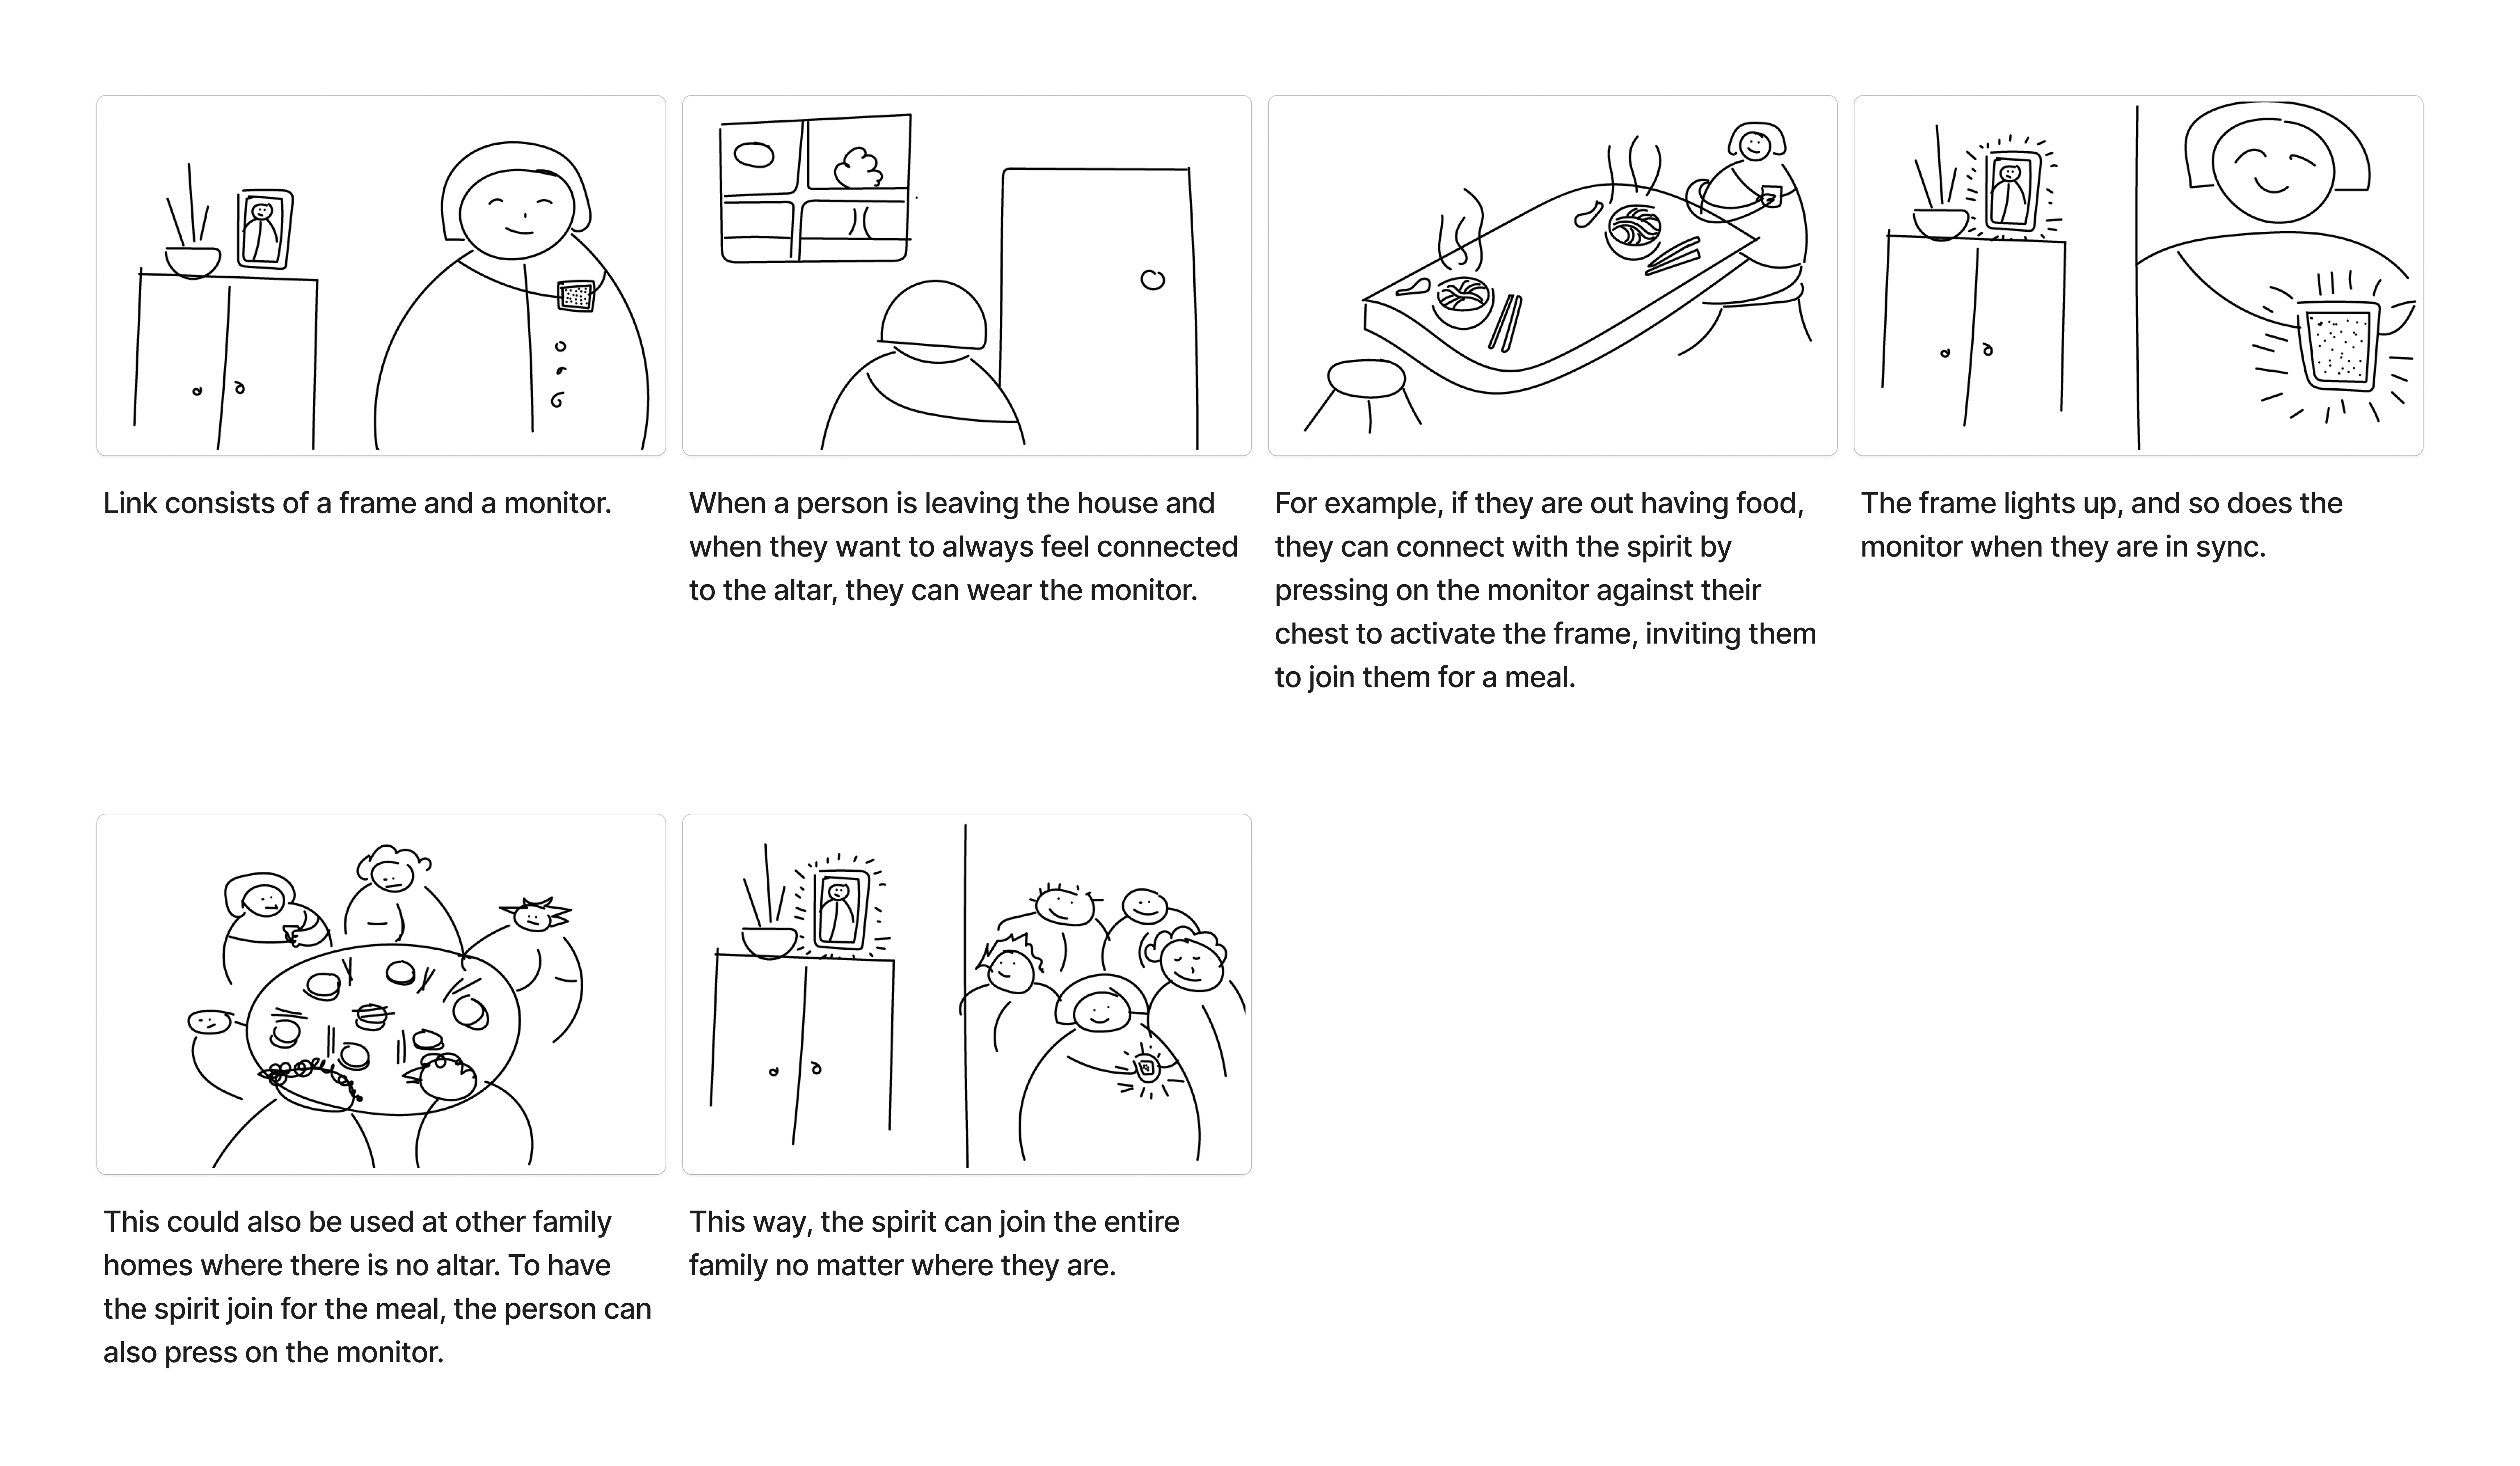 Link consists of a frame and a monitor.
When a person is leaving the house and
when they want to always feel connected
to the altar, they can wear the monitor.
For example, if they are out having food,
they can connect with the spirit by
pressing on the monitor against their
chest to activate the frame, inviting them
to join them for a meal.
The frame lights up, and so does the
monitor when they are in sync.
This could also be used at other family
homes where there is no altar. To have
the spirit join for the meal, the person can
also press on the monitor.
This way, the spirit can join the entire
family no matter where they are.